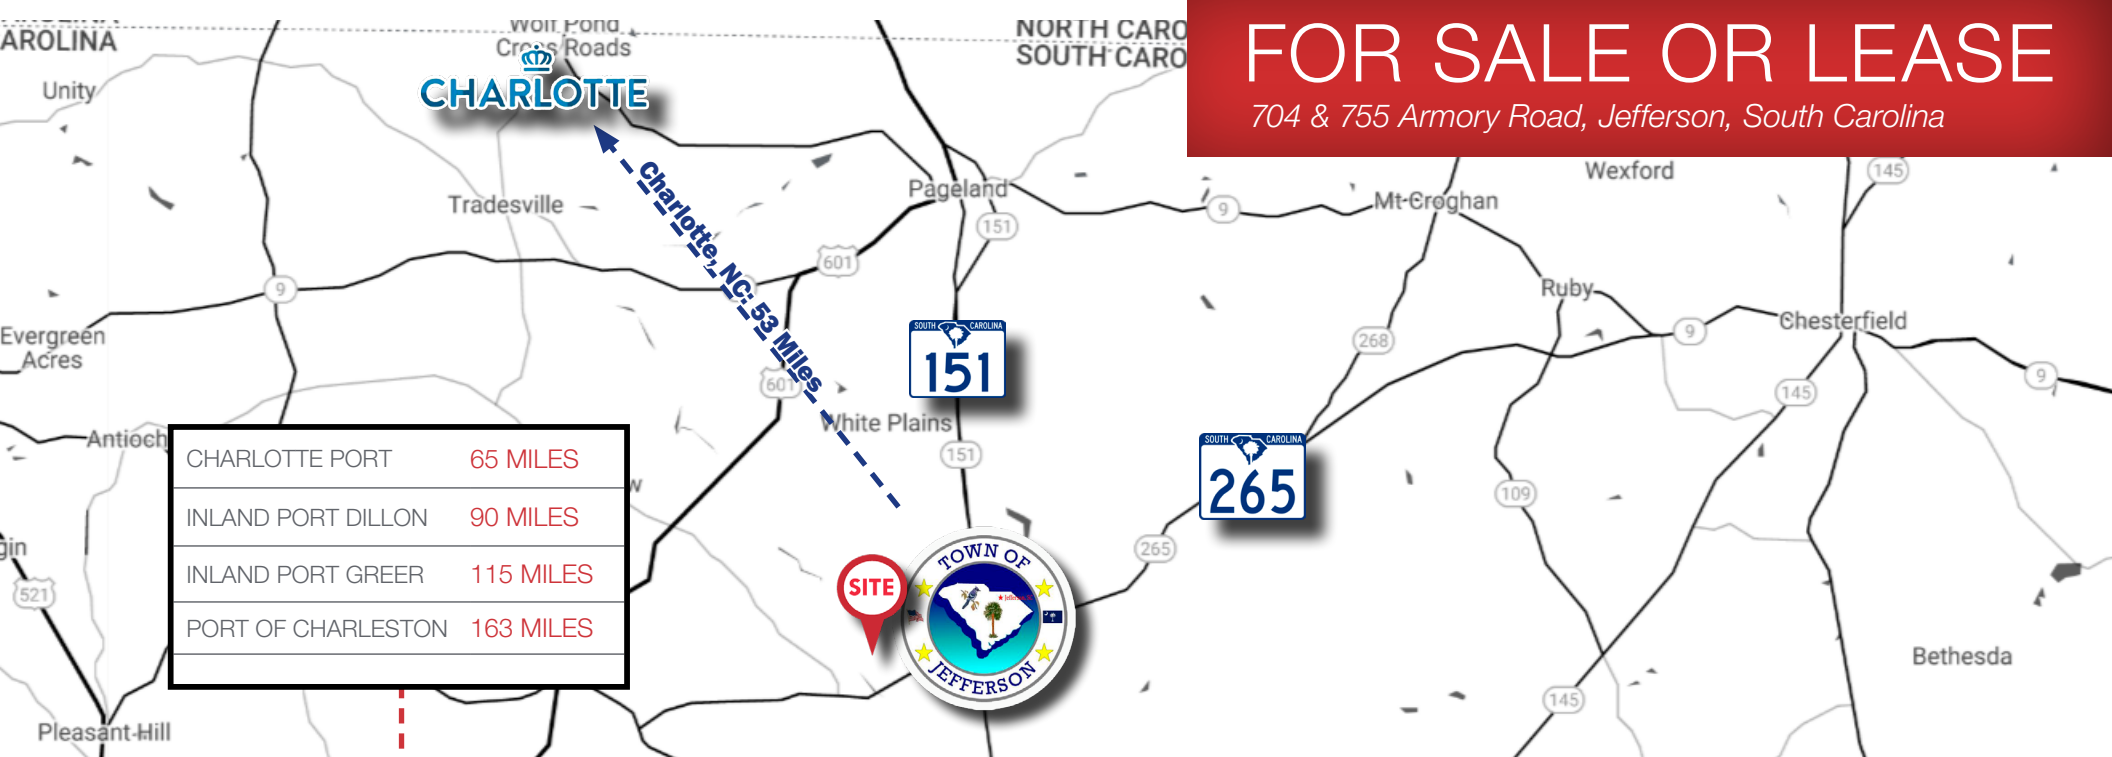 FOR SALE OR LEASE
704 & 755 Armory Road, Jefferson, South Carolina
AROLINA
Wolf Pond
Cross Roads
NORTH CARO
SOUTH CARO
Unity
CHARLOTTE
Wexford
145
Tradesville
Pageland
9
Mt Croghan
151
Charlotte, NC: 53 Miles
601
9
Ruby
Evergreen
Acres
SOUTH CAROLINA
151
268
9
Chesterfield
9
601
145
White Plains
Antioch
151
SOUTH CAROLINA
265
CHARLOTTE PORT 65 MILES
INLAND PORT DILLON 90 MILES
INLAND PORT GREER 115 MILES
PORT OF CHARLESTON 163 MILES
109
265
521
SITE
TOWN OF
JEFFERSON
Bethesda
145
Pleasant Hill